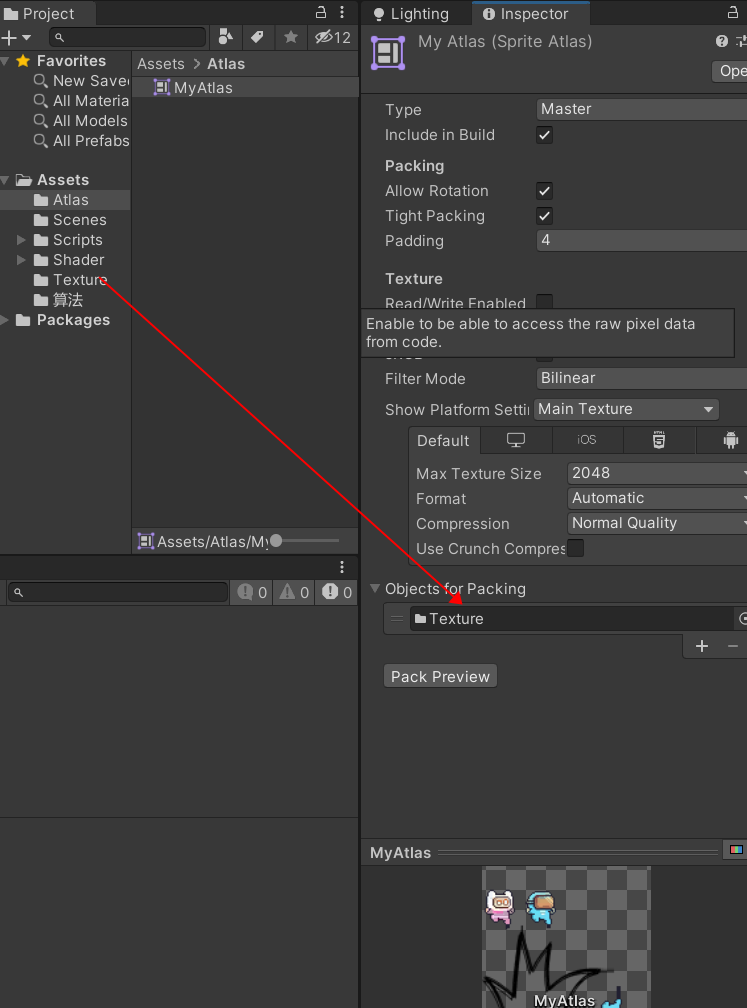 Project
12
Favorites
New Saved
All Materia
All Models
All Prefabs
Assets
Atlas
Scenes
Scripts
Shader
Texture
算法
Packages
Assets > Atlas
MyAtlas
Assets/Atlas/My
0 0 0
Lighting
Inspector
My Atlas (Sprite Atlas)
Ope
Type Master
Include in Build
Packing
Allow Rotation
Tight Packing
Padding 4
Texture
Read/Write Enabled
Enable to be able to access the raw pixel data
from code.
Filter Mode Bilinear
Show Platform Setti Main Texture
Default iOS
Max Texture Size 2048
Format Automatic
Compression Normal Quality
Use Crunch Compres
Objects for Packing
Texture
Pack Preview
MyAtlas
MyAtlas